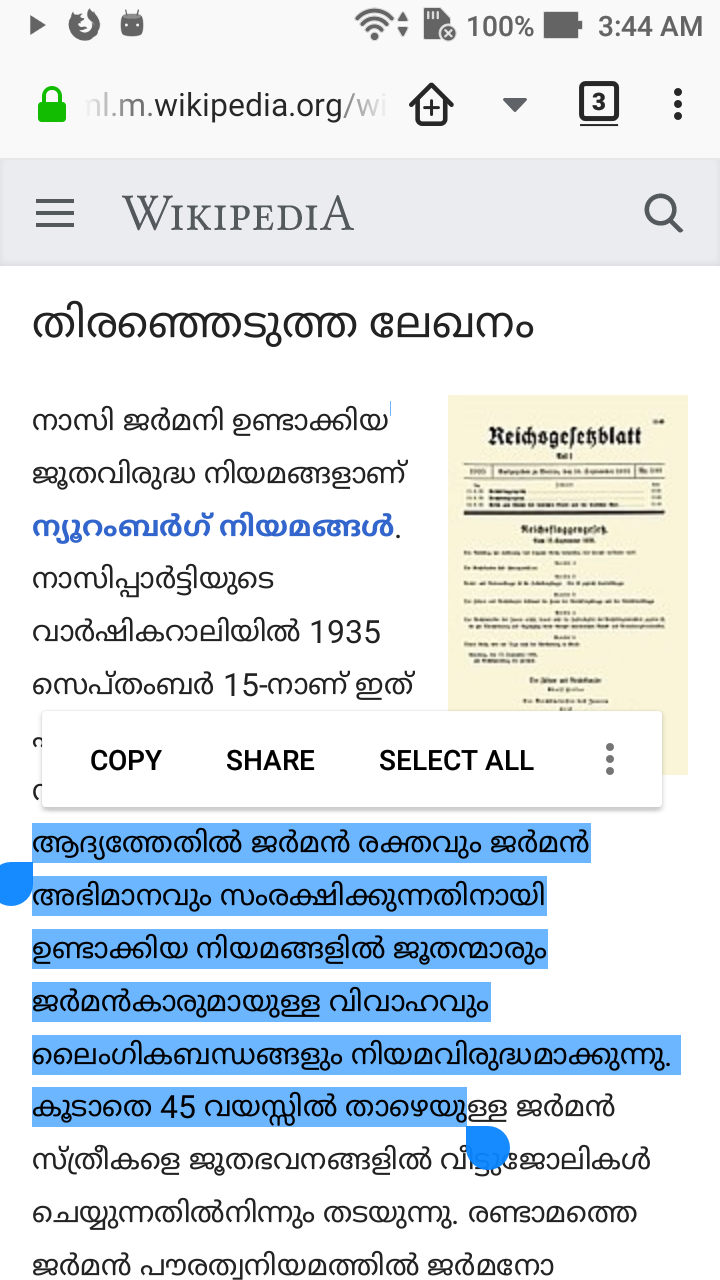 100% 3:44 AM
nl.m.wikipedia.org/wi
3
WIKIPEDIA
തിരഞ്ഞെടുത്ത ലേഖനം
നാസി ജർമനി ഉണ്ടാക്കിയ
ജൂതവിരുദ്ധ നിയമങ്ങളാണ്
ന്യൂറംബർഗ് നിയമങ്ങൾ.
നാസിപ്പാർട്ടിയുടെ
വാർഷികറാലിയിൽ 1935
സെപ്തംബർ 15-നാണ് ഇത്
Reichsgesetzblatt
Teil I
Reichsflaggengesetz.
COPY SHARE SELECT ALL
ആദ്യത്തേതിൽ ജർമൻ രക്തവും ജർമൻ
അഭിമാനവും സംരക്ഷിക്കുന്നതിനായി
ഉണ്ടാക്കിയ നിയമങ്ങളിൽ ജൂതന്മാരും
ജർമൻകാരുമായുള്ള വിവാഹവും
ലൈംഗികബന്ധങ്ങളും നിയമവിരുദ്ധമാക്കുന്നു.
കൂടാതെ 45 വയസ്സിൽ താഴെയുള്ള ജർമൻ
സ്ത്രീകളെ ജൂതഭവനങ്ങളിൽ വീട്ടുജോലികൾ
ചെയ്യുന്നതിൽനിന്നും തടയുന്നു. രണ്ടാമത്തെ
ജർമൻ പൗരത്വനിയമത്തിൽ ജർമനോ